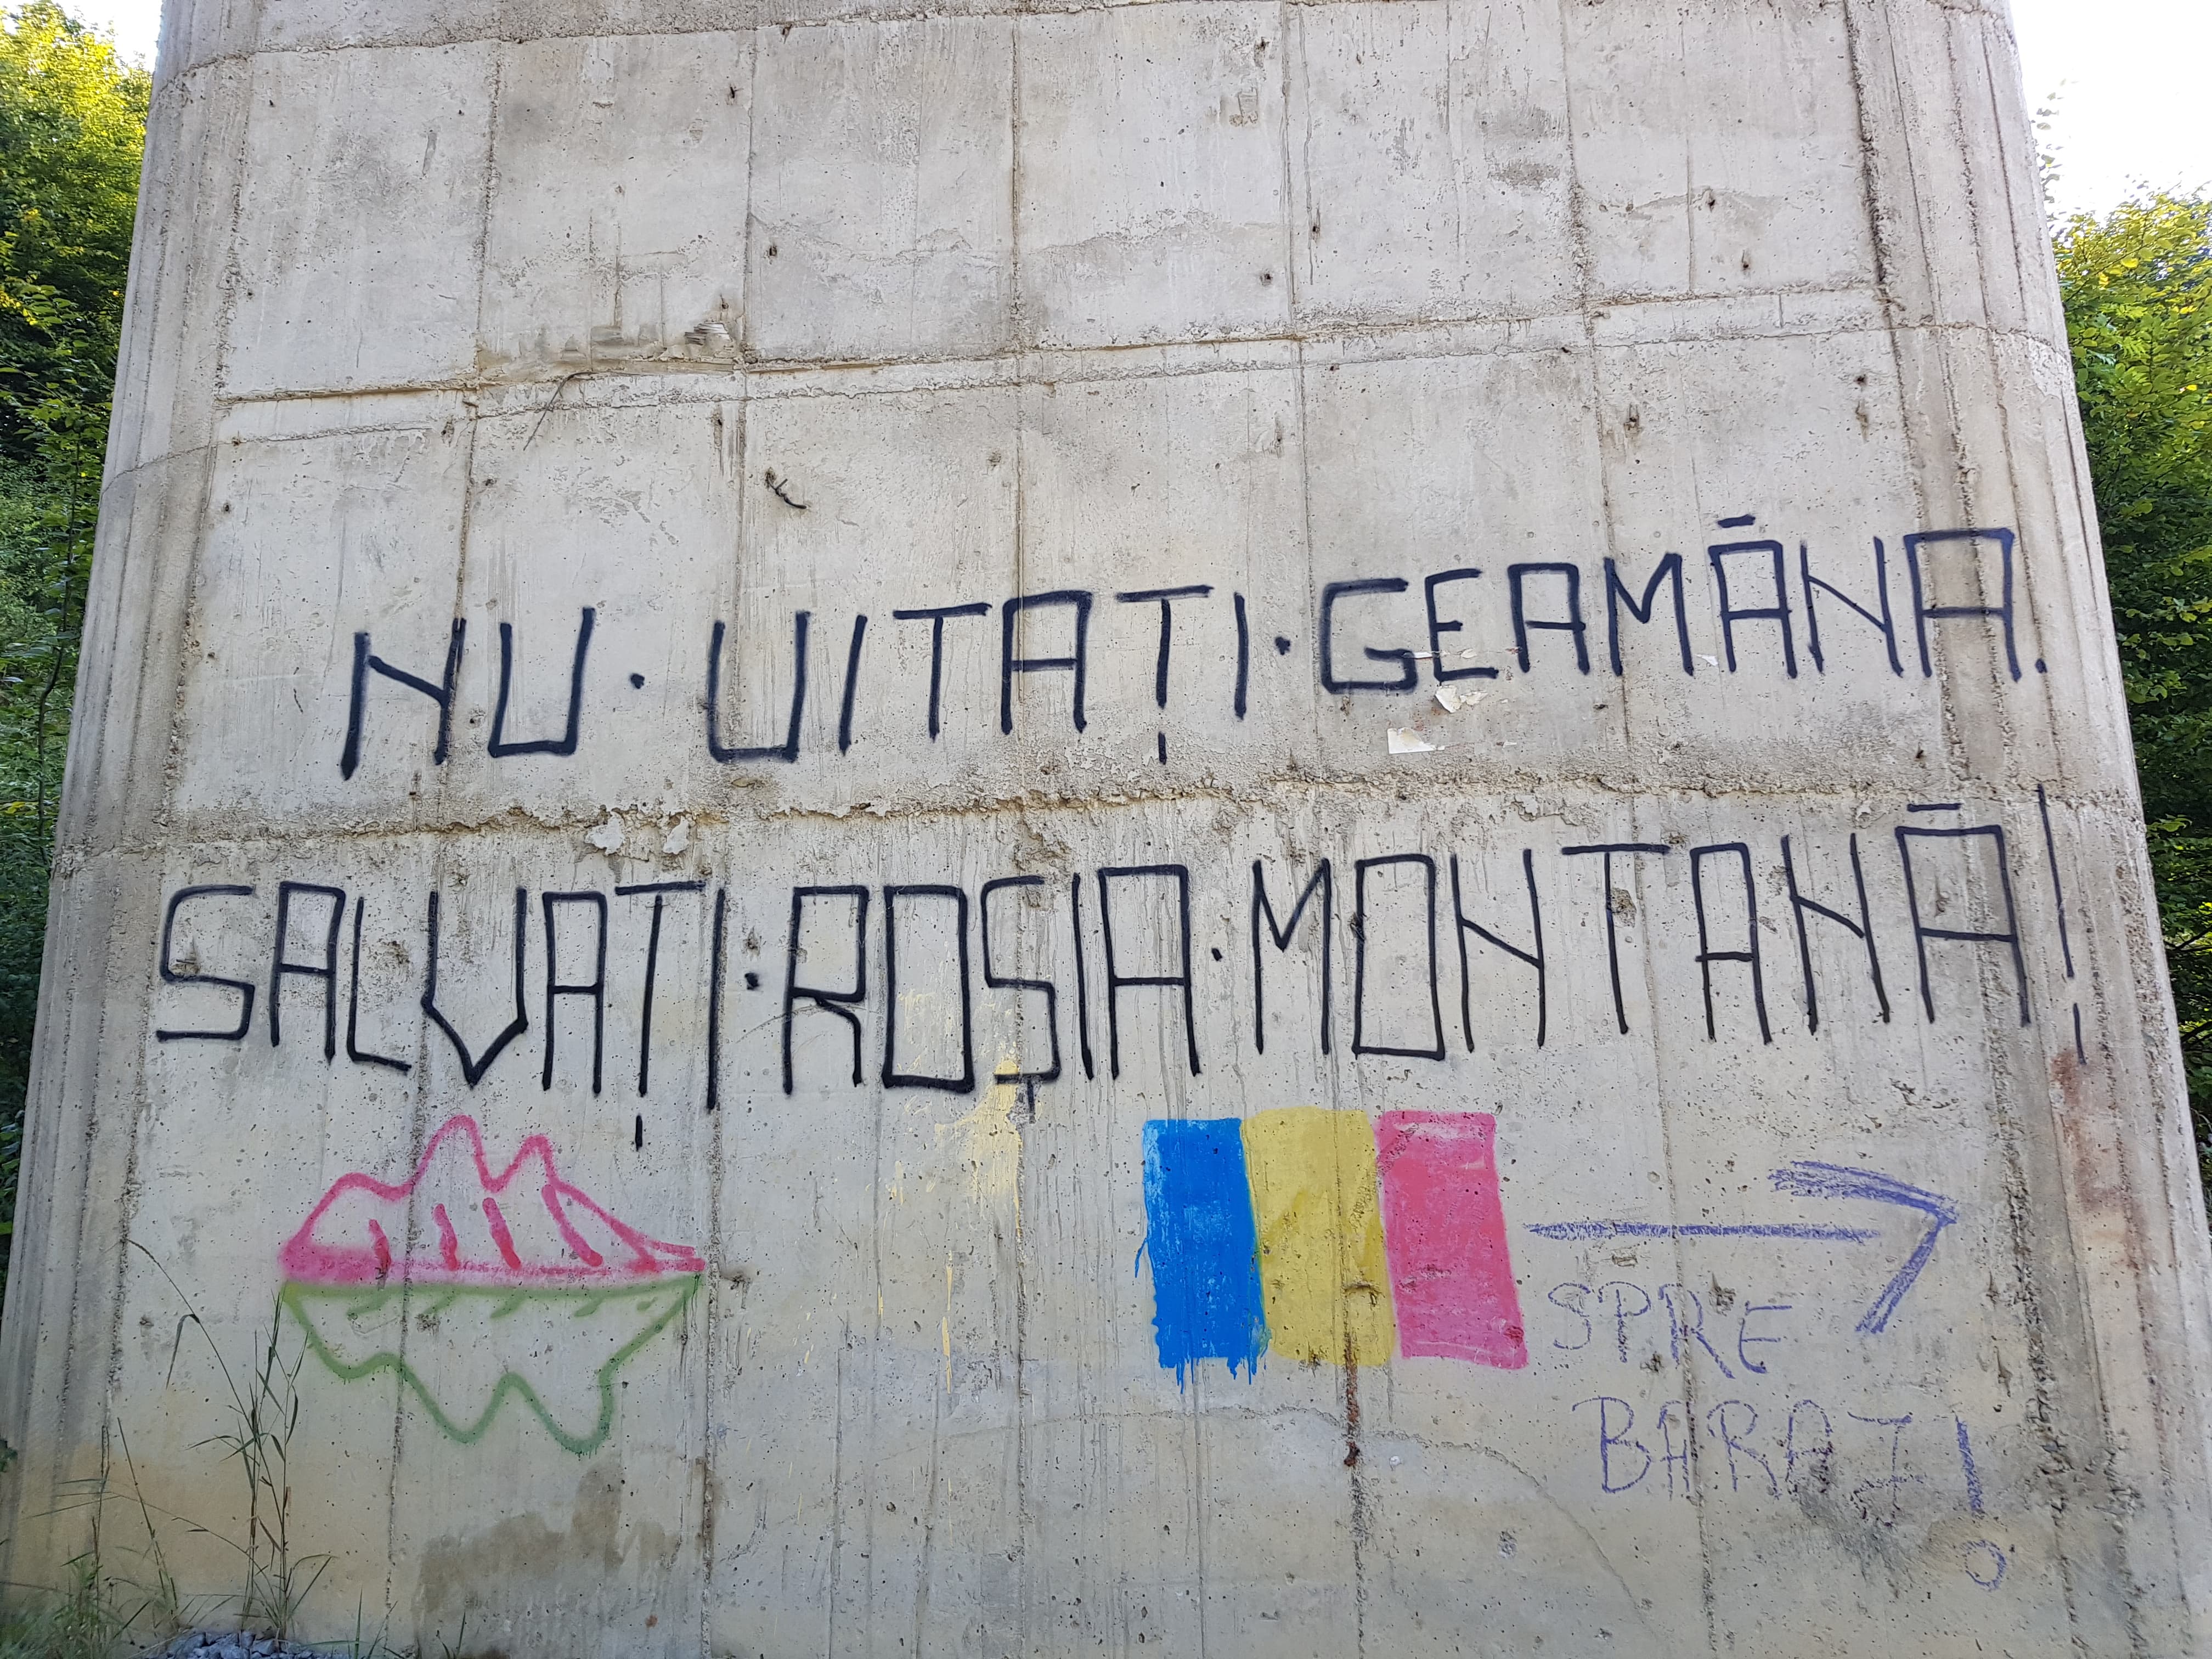 NU·UITAȚI·GEAMĂNA.
SALVAȚI·ROȘIA·MONTANĂ!
SPRE
BARAJ!